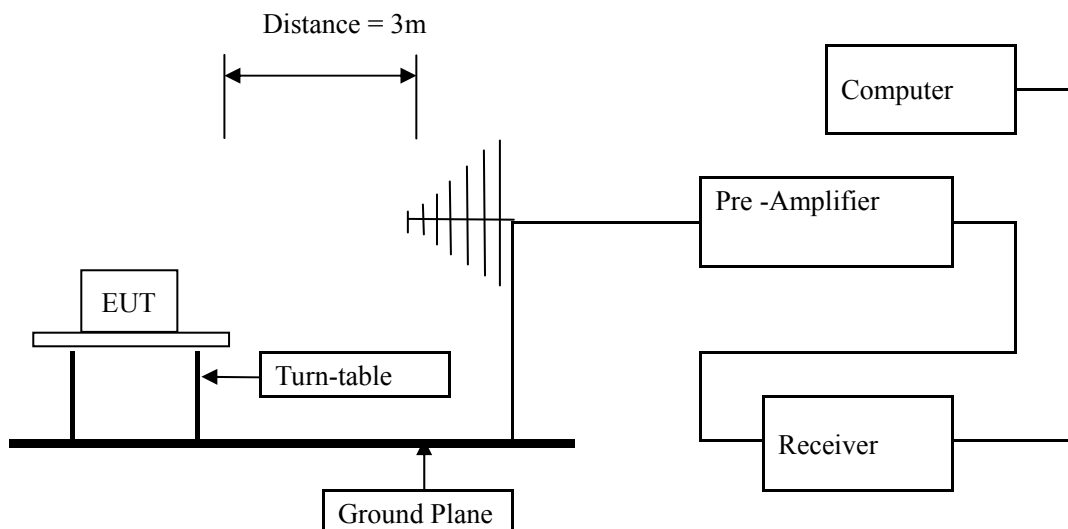 Distance = 3m
Computer
Pre -Amplifier
EUT
Turn-table
Receiver
Ground Plane